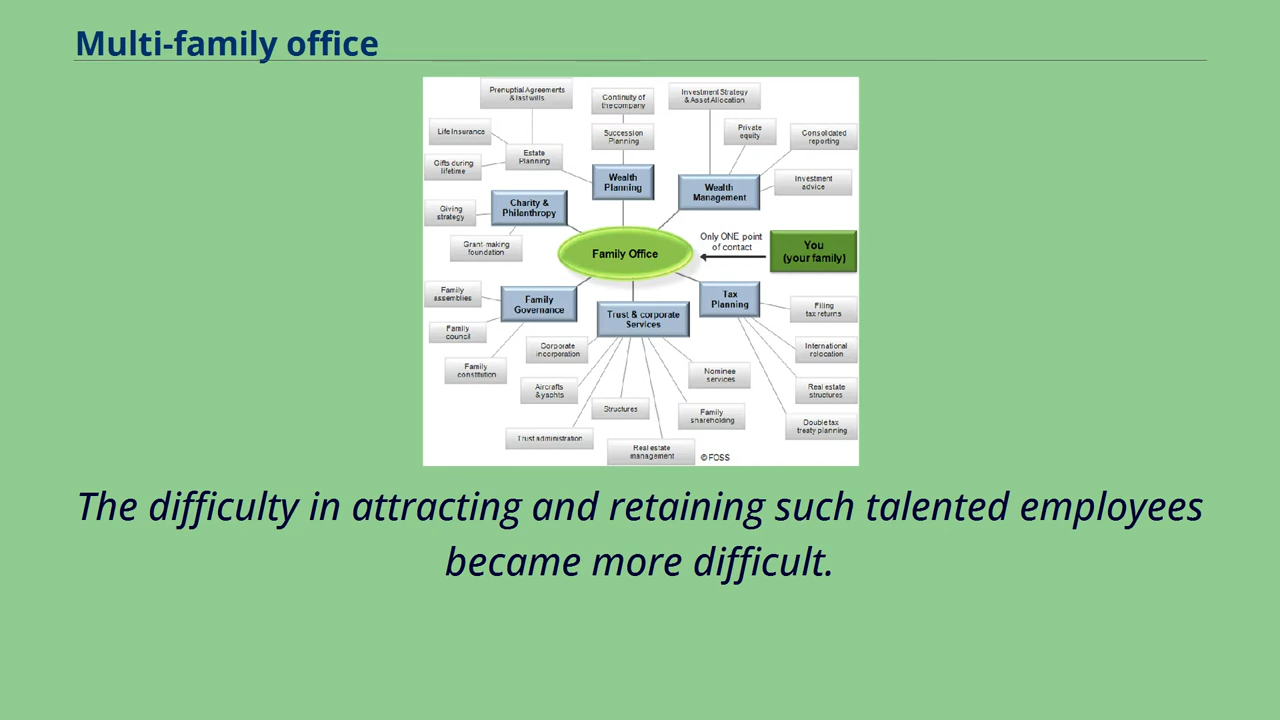 Multi-family office
Prenuptial Agreements
& last wills
Continuity of
the company
Investment Strategy
& Asset Allocation
Life Insurance
Succession
Planning
Private
equity
Consolidated
reporting
Gifts during
lifetime
Estate
Planning
Wealth
Planning
Wealth
Management
Investment
advice
Giving
strategy
Charity &
Philanthropy
Grant-making
foundation
Family Office
Only ONE point
of contact
You
(your family)
Family
assemblies
Family
Governance
Trust & corporate
Services
Tax
Planning
Filing
tax returns
Family
council
Corporate
incorporation
International
relocation
Family
constitution
Aircrafts
& yachts
Nominee
services
Real estate
structures
Structures
Family
shareholding
Double tax
treaty planning
Trust administration
Real estate
management
© FOSS
The difficulty in attracting and retaining such talented employees
became more difficult.